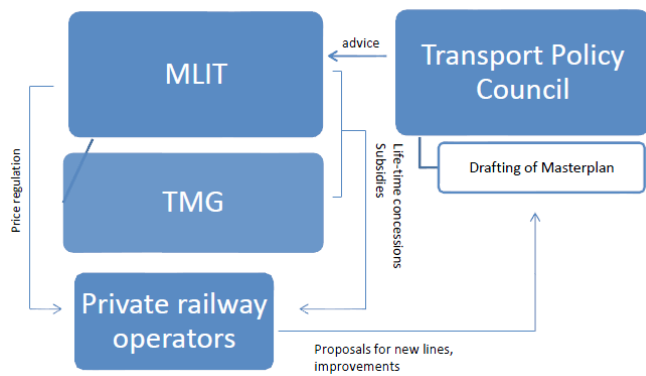 MLIT
advice
Transport Policy
Council
Drafting of Masterplan
TMG
Price regulation
Life-time concessions
Subsidies
Private railway
operators
Proposals for new lines,
improvements